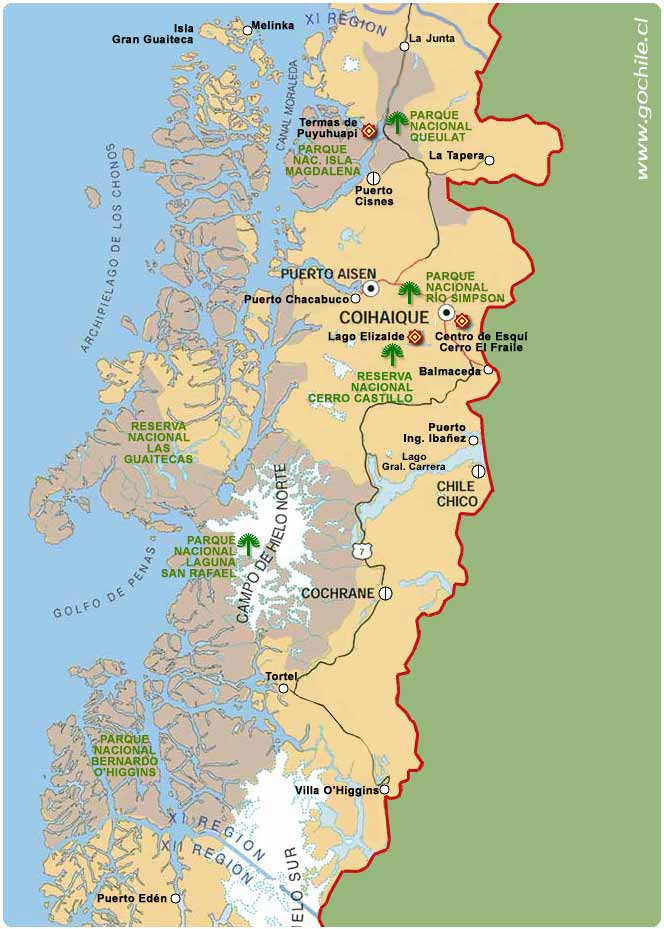 Isla
Gran Guaiteca
Melinka
XI REGION
La Junta
www.gochile.cl
CANAL MORALEDA
Termas de
Puyuhuapi
PARQUE
NACIONAL
QUEULAT
PARQUE
NAC. ISLA
MAGDALENA
La Tapera
Puerto
Cisnes
ARCHIPIELAGO DE LOS CHONOS
PUERTO AISEN
PARQUE
NACIONAL
RÍO SIMPSON
Puerto Chacabuco
COIHAIQUE
Lago Elizalde
Centro de Esquí
Cerro El Fraile
RESERVA
NACIONAL
CERRO CASTILLO
Balmaceda
RESERVA
NACIONAL
LAS
GUAITECAS
Puerto
Ing. Ibañez
Lago
Gral. Carrera
CHILE
CHICO
CAMPO DE HIELO NORTE
PARQUE
NACIONAL
LAGUNA
SAN RAFAEL
7
GOLFO DE PENAS
COCHRANE
Tortel
PARQUE
NACIONAL
BERNARDO
O'HIGGINS
Villa O'Higgins
XI REGION
XII REGION
IELO SUR
Puerto Edén